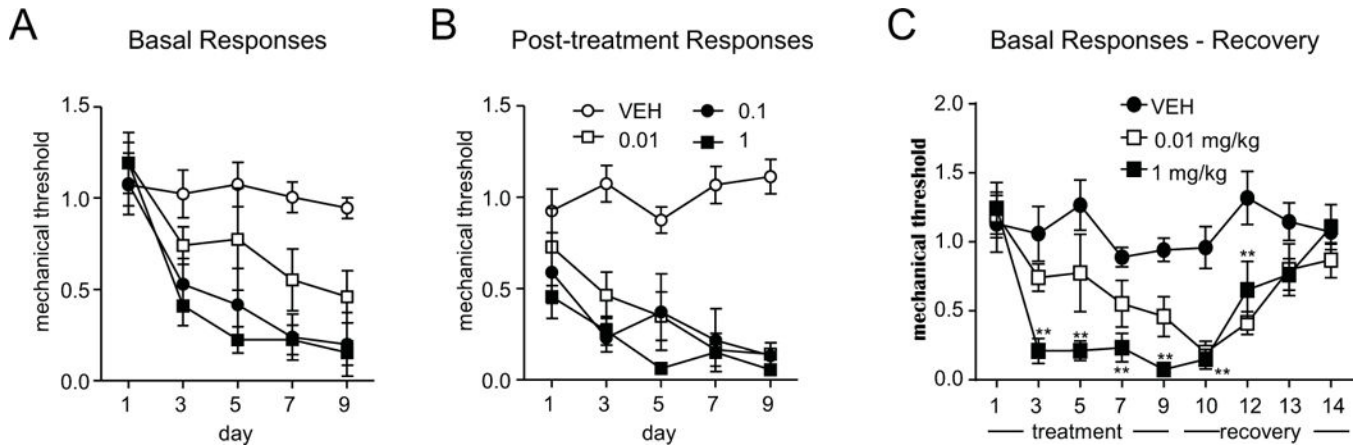 A
Basal Responses
mechanical threshold
1.5
1.0
0.5
0.0
1 3 5 7 9
day
B
Post-treatment Responses
mechanical threshold
1.5
1.0
0.5
0.0
VEH 0.1
0.01 1
1 3 5 7 9
day
C
Basal Responses - Recovery
mechanical threshold
2.0
1.5
1.0
0.5
0.0
VEH
0.01 mg/kg
1 mg/kg
**
** **
**
**
**
1 3 5 7 9 10 12 13 14
treatment recovery